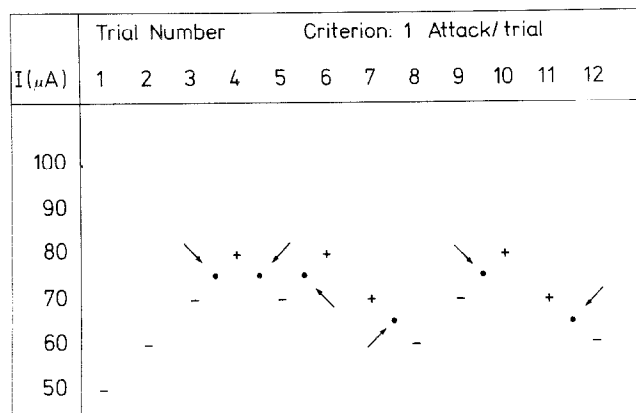 Trial Number Criterion: 1 Attack/trial
I(μA) 1 2 3 4 5 6 7 8 9 10 11 12
100
90
80 + +
70 - - + - +
60 - - -
50 -